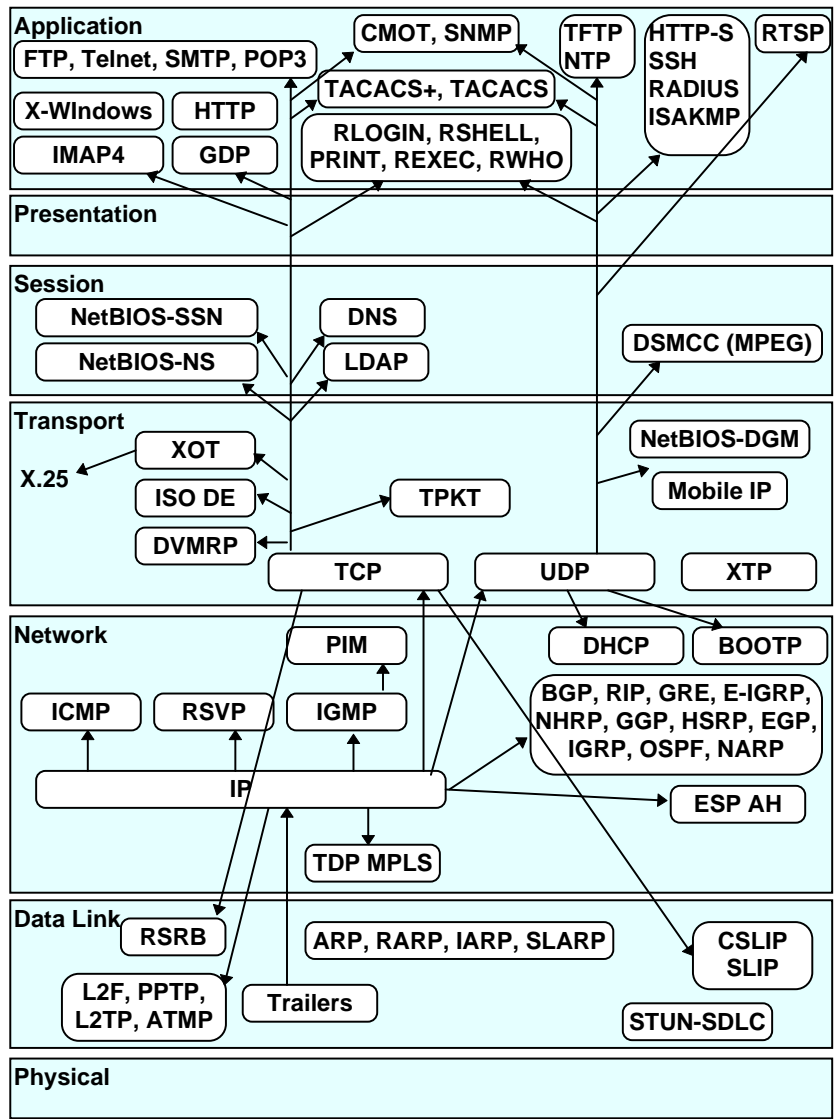 Application
FTP, Telnet, SMTP, POP3
CMOT, SNMP
TFTP
NTP
HTTP-S
SSH
RADIUS
ISAKMP
RTSP
X-WIndows
HTTP
TACACS+, TACACS
IMAP4
GDP
RLOGIN, RSHELL,
PRINT, REXEC, RWHO
Presentation
Session
NetBIOS-SSN
DNS
NetBIOS-NS
LDAP
DSMCC (MPEG)
Transport
XOT
X.25
ISO DE
DVMRP
TPKT
NetBIOS-DGM
Mobile IP
TCP
UDP
XTP
Network
PIM
DHCP
BOOTP
ICMP
RSVP
IGMP
BGP, RIP, GRE, E-IGRP,
NHRP, GGP, HSRP, EGP,
IGRP, OSPF, NARP
IP
ESP AH
TDP MPLS
Data Link
RSRB
ARP, RARP, IARP, SLARP
CSLIP
SLIP
L2F, PPTP,
L2TP, ATMP
Trailers
STUN-SDLC
Physical